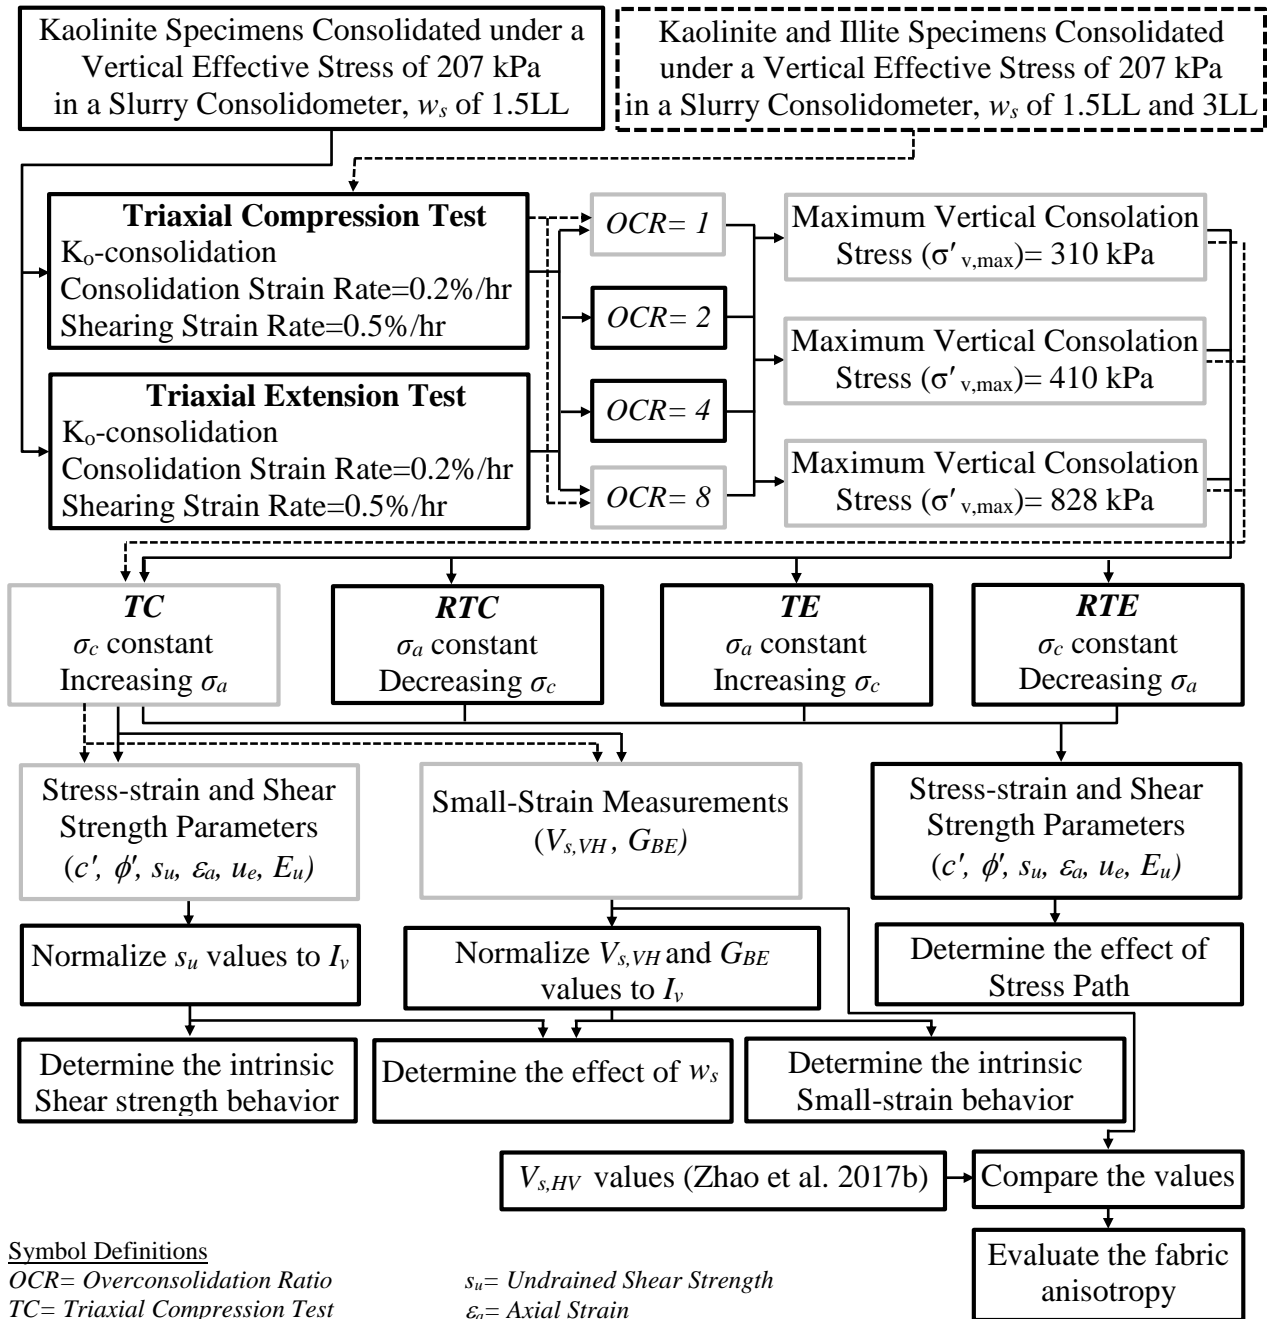 Kaolinite Specimens Consolidated under a
Vertical Effective Stress of 207 kPa
in a Slurry Consolidometer, ws of 1.5LL
Kaolinite and Illite Specimens Consolidated
under a Vertical Effective Stress of 207 kPa
in a Slurry Consolidometer, ws of 1.5LL and 3LL
Triaxial Compression Test
Ko-consolidation
Consolidation Strain Rate=0.2%/hr
Shearing Strain Rate=0.5%/hr
Triaxial Extension Test
Ko-consolidation
Consolidation Strain Rate=0.2%/hr
Shearing Strain Rate=0.5%/hr
OCR= 1
OCR= 2
OCR= 4
OCR= 8
Maximum Vertical Consolation
Stress (σ′v,max)= 310 kPa
Maximum Vertical Consolation
Stress (σ′v,max)= 410 kPa
Maximum Vertical Consolation
Stress (σ′v,max)= 828 kPa
TC
σc constant
Increasing σa
RTC
σa constant
Decreasing σc
TE
σa constant
Increasing σc
RTE
σc constant
Decreasing σa
Stress-strain and Shear
Strength Parameters
(c′, ϕ′, su, εa, ue, Eu)
Small-Strain Measurements
(Vs,VH , GBE)
Stress-strain and Shear
Strength Parameters
(c′, ϕ′, su, εa, ue, Eu)
Normalize su values to Iv
Normalize Vs,VH and GBE
values to Iv
Determine the effect of
Stress Path
Determine the intrinsic
Shear strength behavior
Determine the effect of ws
Determine the intrinsic
Small-strain behavior
Vs,HV values (Zhao et al. 2017b)
Compare the values
Evaluate the fabric
anisotropy
Symbol Definitions
OCR= Overconsolidation Ratio
TC= Triaxial Compression Test
su= Undrained Shear Strength
εa= Axial Strain